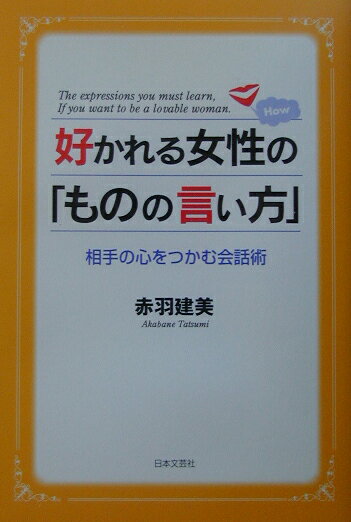 The expressions you must learn,
If you want to be a lovable woman.
How
好かれる女性の
「ものの言い方」
相手の心をつかむ会話術
赤羽建美
Akabane Tatsumi
日本文芸社